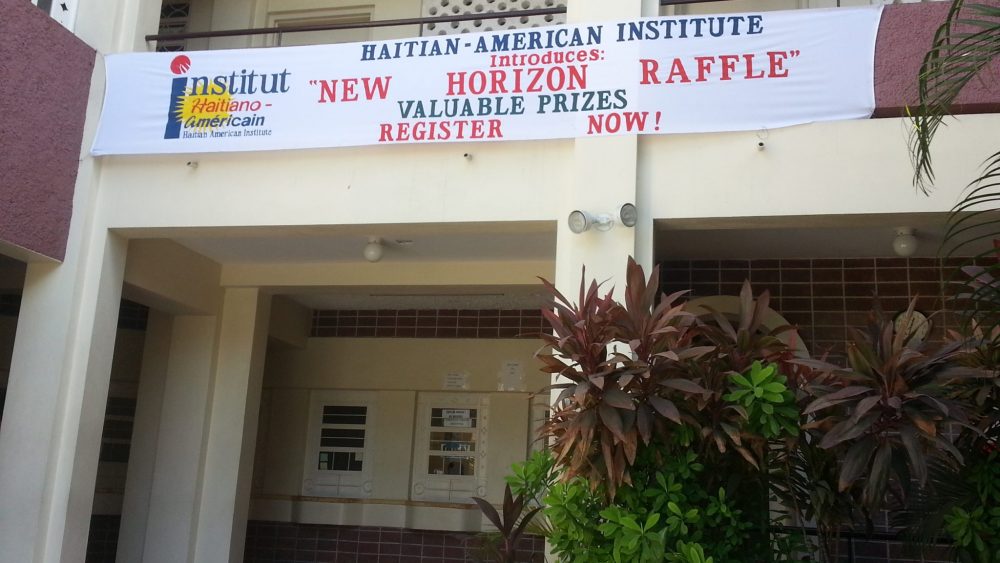 institut
Haitiano-
Américain
Haitian American Institute
HAITIAN-AMERICAN INSTITUTE
Introduces:
"NEW HORIZON RAFFLE"
VALUABLE PRIZES
REGISTER NOW!